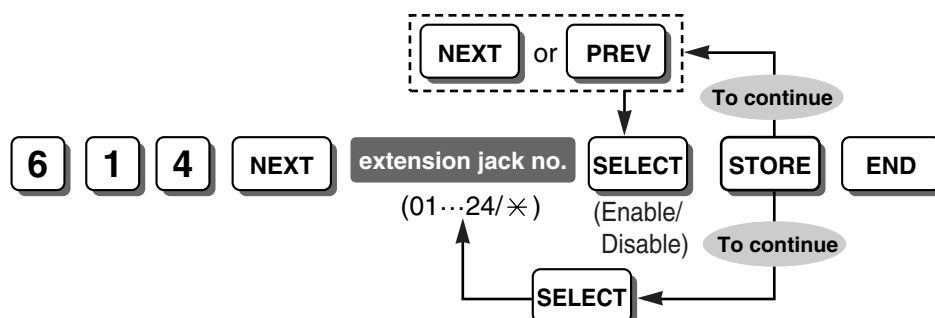 NEXT or PREV
To continue
6 1 4 NEXT extension jack no. SELECT STORE END
(01···24/✳)
(Enable/
Disable)
To continue
SELECT